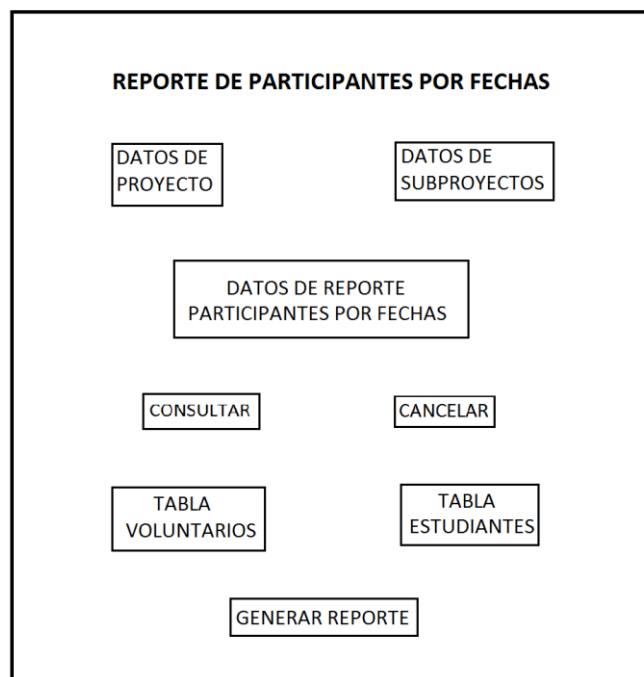 REPORTE DE PARTICIPANTES POR FECHAS
DATOS DE
PROYECTO
DATOS DE
SUBPROYECTOS
DATOS DE REPORTE
PARTICIPANTES POR FECHAS
CONSULTAR
CANCELAR
TABLA
VOLUNTARIOS
TABLA
ESTUDIANTES
GENERAR REPORTE